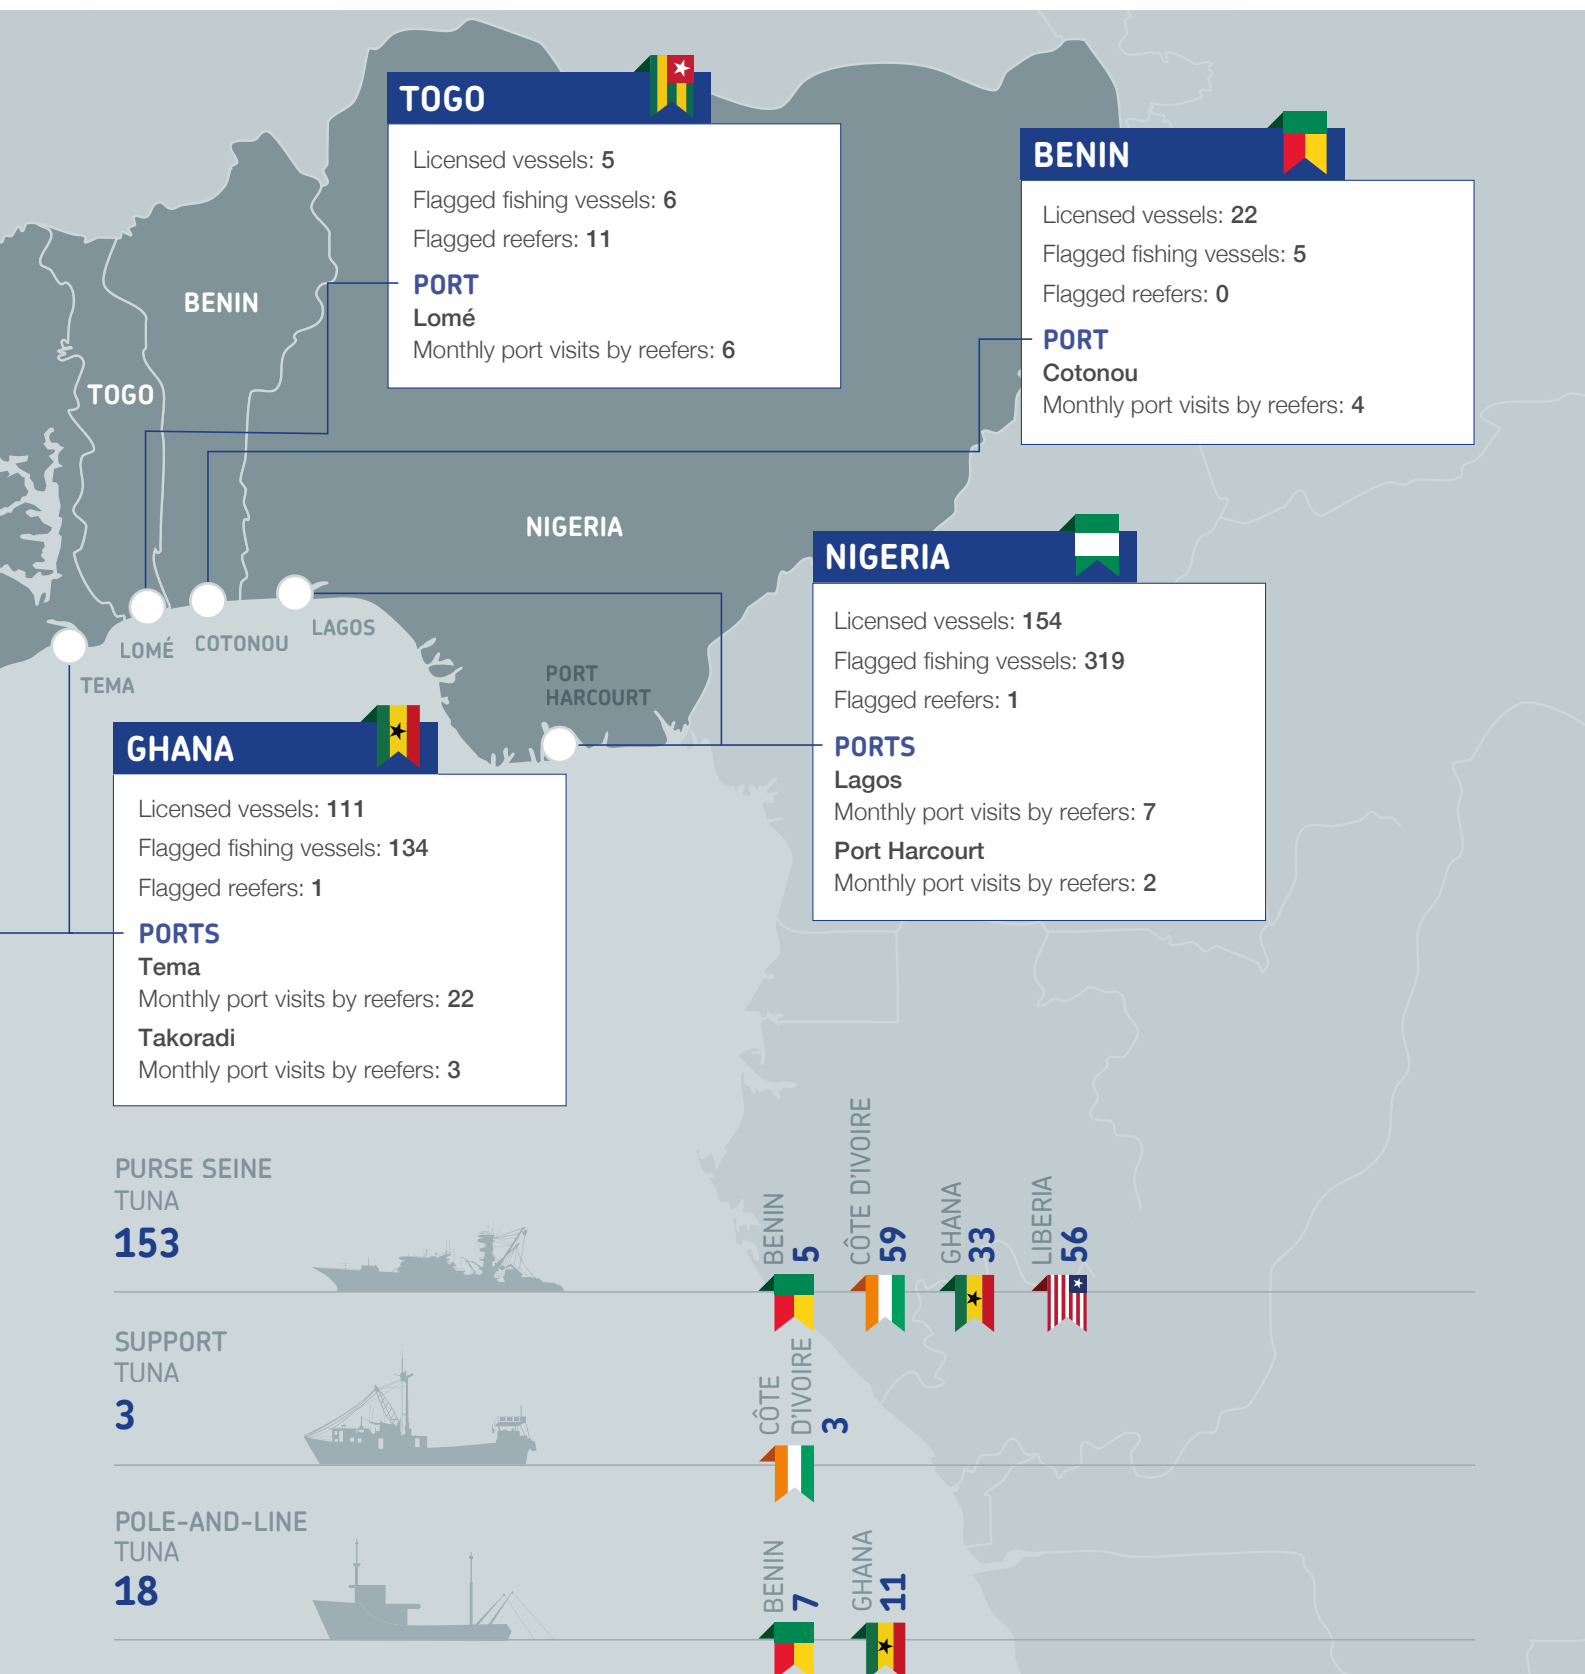 TOGO
Licensed vessels: 5
Flagged fishing vessels: 6
Flagged reefers: 11
PORT
Lomé
Monthly port visits by reefers: 6
BENIN
Licensed vessels: 22
Flagged fishing vessels: 5
Flagged reefers: 0
PORT
Cotonou
Monthly port visits by reefers: 4
BENIN
TOGO
NIGERIA
LOMÉ
COTONOU
LAGOS
TEMA
PORT
HARCOURT
NIGERIA
Licensed vessels: 154
Flagged fishing vessels: 319
Flagged reefers: 1
PORTS
Lagos
Monthly port visits by reefers: 7
Port Harcourt
Monthly port visits by reefers: 2
GHANA
Licensed vessels: 111
Flagged fishing vessels: 134
Flagged reefers: 1
PORTS
Tema
Monthly port visits by reefers: 22
Takoradi
Monthly port visits by reefers: 3
PURSE SEINE
TUNA
153
BENIN
5
CÔTE D'IVOIRE
59
GHANA
33
LIBERIA
56
SUPPORT
TUNA
3
CÔTE
D'IVOIRE
3
POLE-AND-LINE
TUNA
18
BENIN
7
GHANA
11